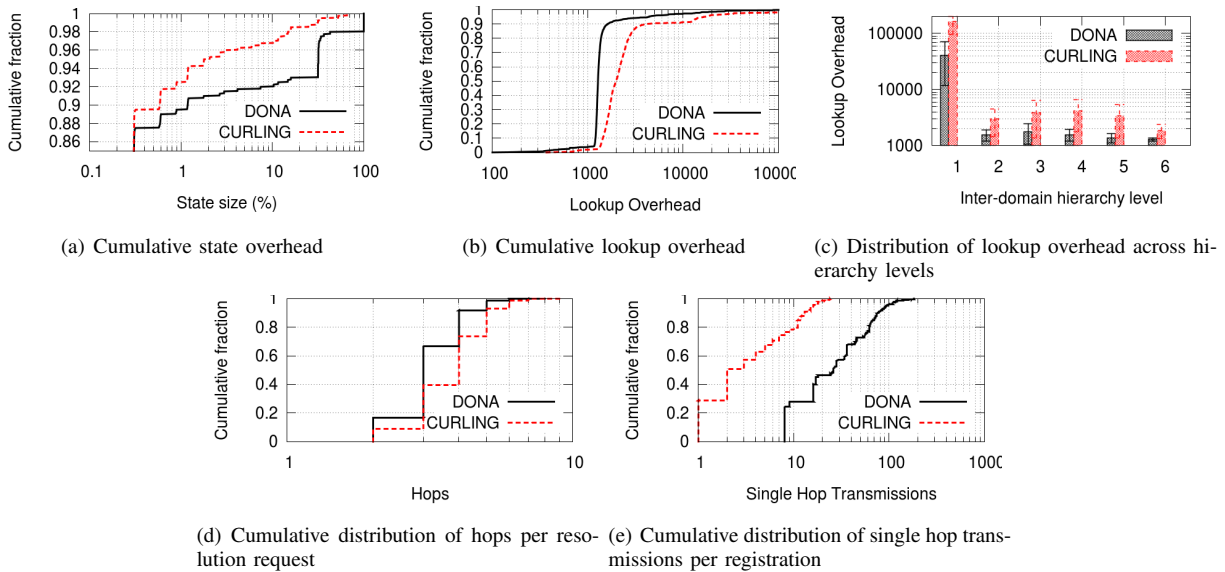 Cumulative fraction
1
0.98
0.96
0.94
0.92
0.9
0.88
0.86
DONA
CURLING
0.1
1
10
100
State size (%)
(a) Cumulative state overhead
Cumulative fraction
1
0.9
0.8
0.7
0.6
0.5
0.4
0.3
0.2
0.1
0
DONA
CURLING
100
1000
10000
10000
Lookup Overhead
(b) Cumulative lookup overhead
Lookup Overhead
100000
10000
1000
DONA
CURLING
1
2
3
4
5
6
Inter-domain hierarchy level
(c) Distribution of lookup overhead across hi-
erarchy levels
Cumulative fraction
1
0.8
0.6
0.4
0.2
0
DONA
CURLING
1
10
Hops
(d) Cumulative distribution of hops per reso-
lution request
Cumulative fraction
1
0.8
0.6
0.4
0.2
0
DONA
CURLING
1
10
100
1000
Single Hop Transmissions
(e) Cumulative distribution of single hop trans-
missions per registration